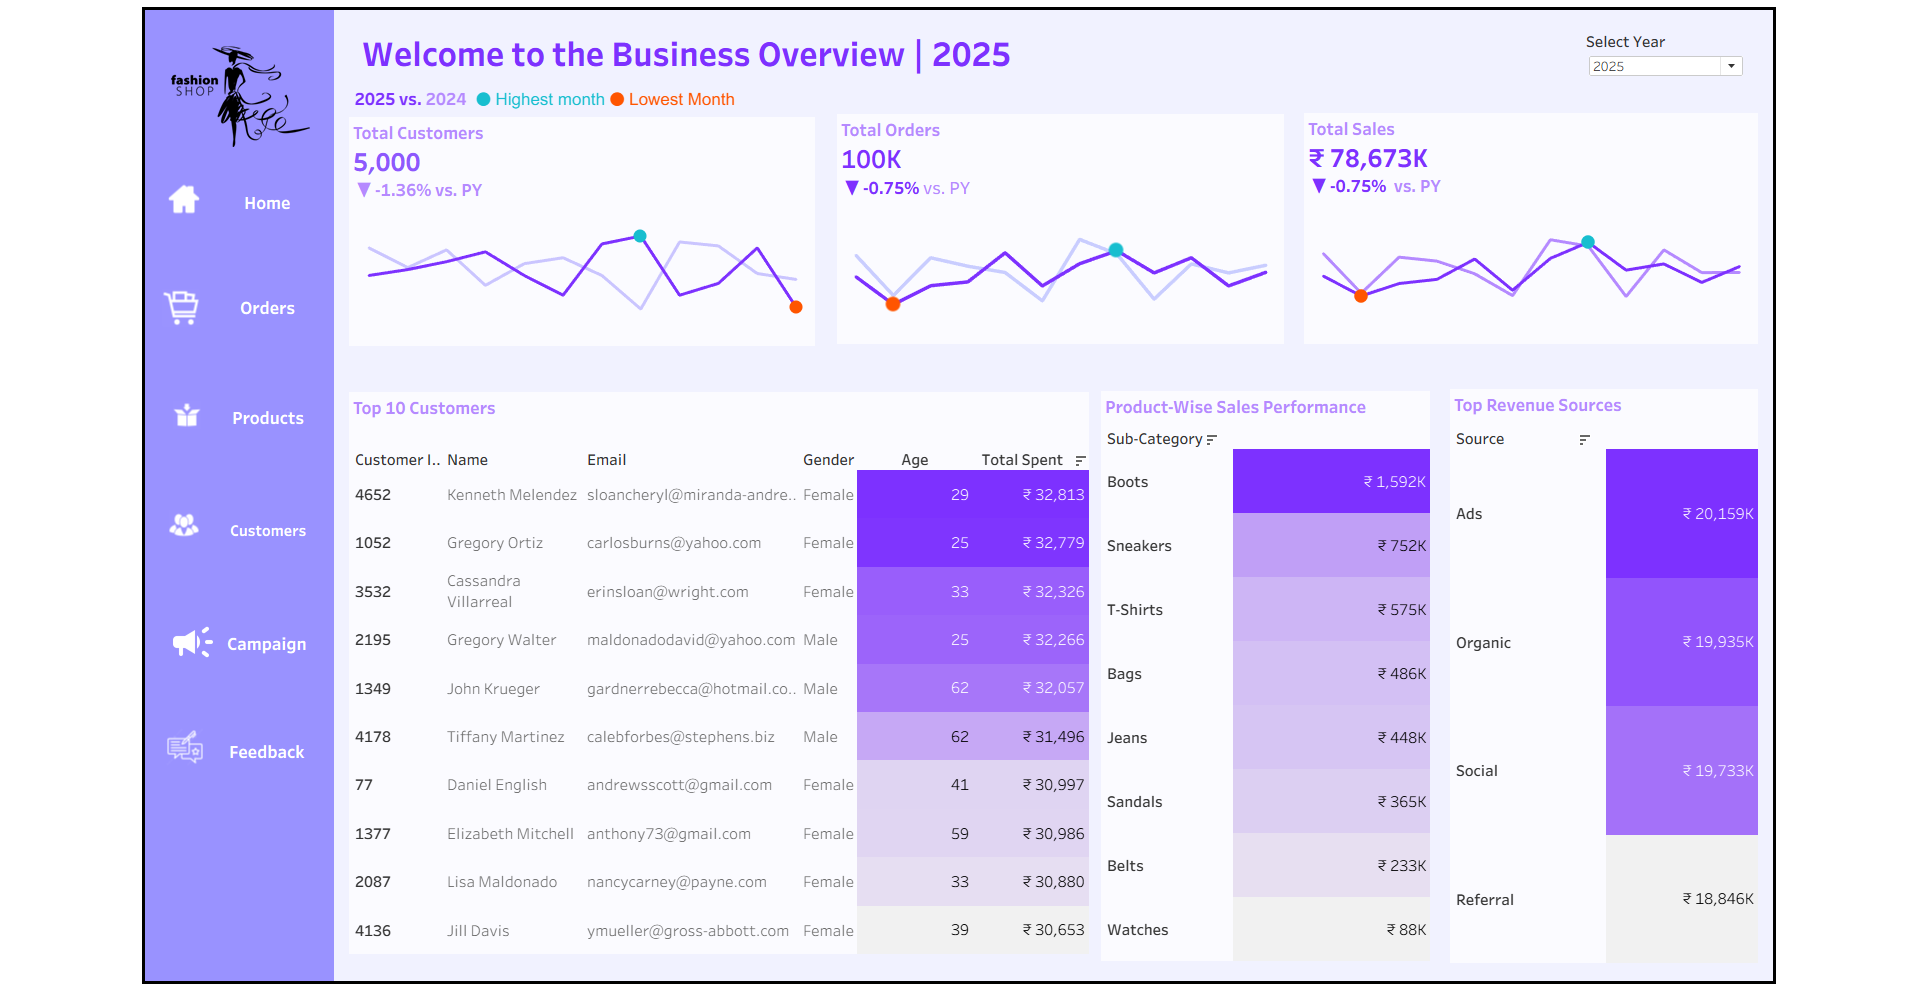 fashion
SHOP
Home
Orders
Products
Customers
Campaign
Feedback
Welcome to the Business Overview | 2025
Select Year
2025
2025 vs. 2024 Highest month Lowest Month
Total Customers
5,000
▼ -1.36% vs. PY
Total Orders
100K
▼ -0.75% vs. PY
Total Sales
₹ 78,673K
▼ -0.75% vs. PY
Top 10 Customers
Customer I.. Name Email Gender Age Total Spent
4652 Kenneth Melendez sloancheryl@miranda-andre.. Female 29 ₹ 32,813
1052 Gregory Ortiz carlosburns@yahoo.com Female 25 ₹ 32,779
3532 Cassandra Villarreal erinsloan@wright.com Female 33 ₹ 32,326
2195 Gregory Walter maldonadodavid@yahoo.com Male 25 ₹ 32,266
1349 John Krueger gardnerrebecca@hotmail.co.. Male 62 ₹ 32,057
4178 Tiffany Martinez calebforbes@stephens.biz Male 62 ₹ 31,496
77 Daniel English andrewsscott@gmail.com Female 41 ₹ 30,997
1377 Elizabeth Mitchell anthony73@gmail.com Female 59 ₹ 30,986
2087 Lisa Maldonado nancycarney@payne.com Female 33 ₹ 30,880
4136 Jill Davis ymueller@gross-abbott.com Female 39 ₹ 30,653
Product-Wise Sales Performance
Sub-Category
Boots ₹ 1,592K
Sneakers ₹ 752K
T-Shirts ₹ 575K
Bags ₹ 486K
Jeans ₹ 448K
Sandals ₹ 365K
Belts ₹ 233K
Watches ₹ 88K
Top Revenue Sources
Source
Ads ₹ 20,159K
Organic ₹ 19,935K
Social ₹ 19,733K
Referral ₹ 18,846K